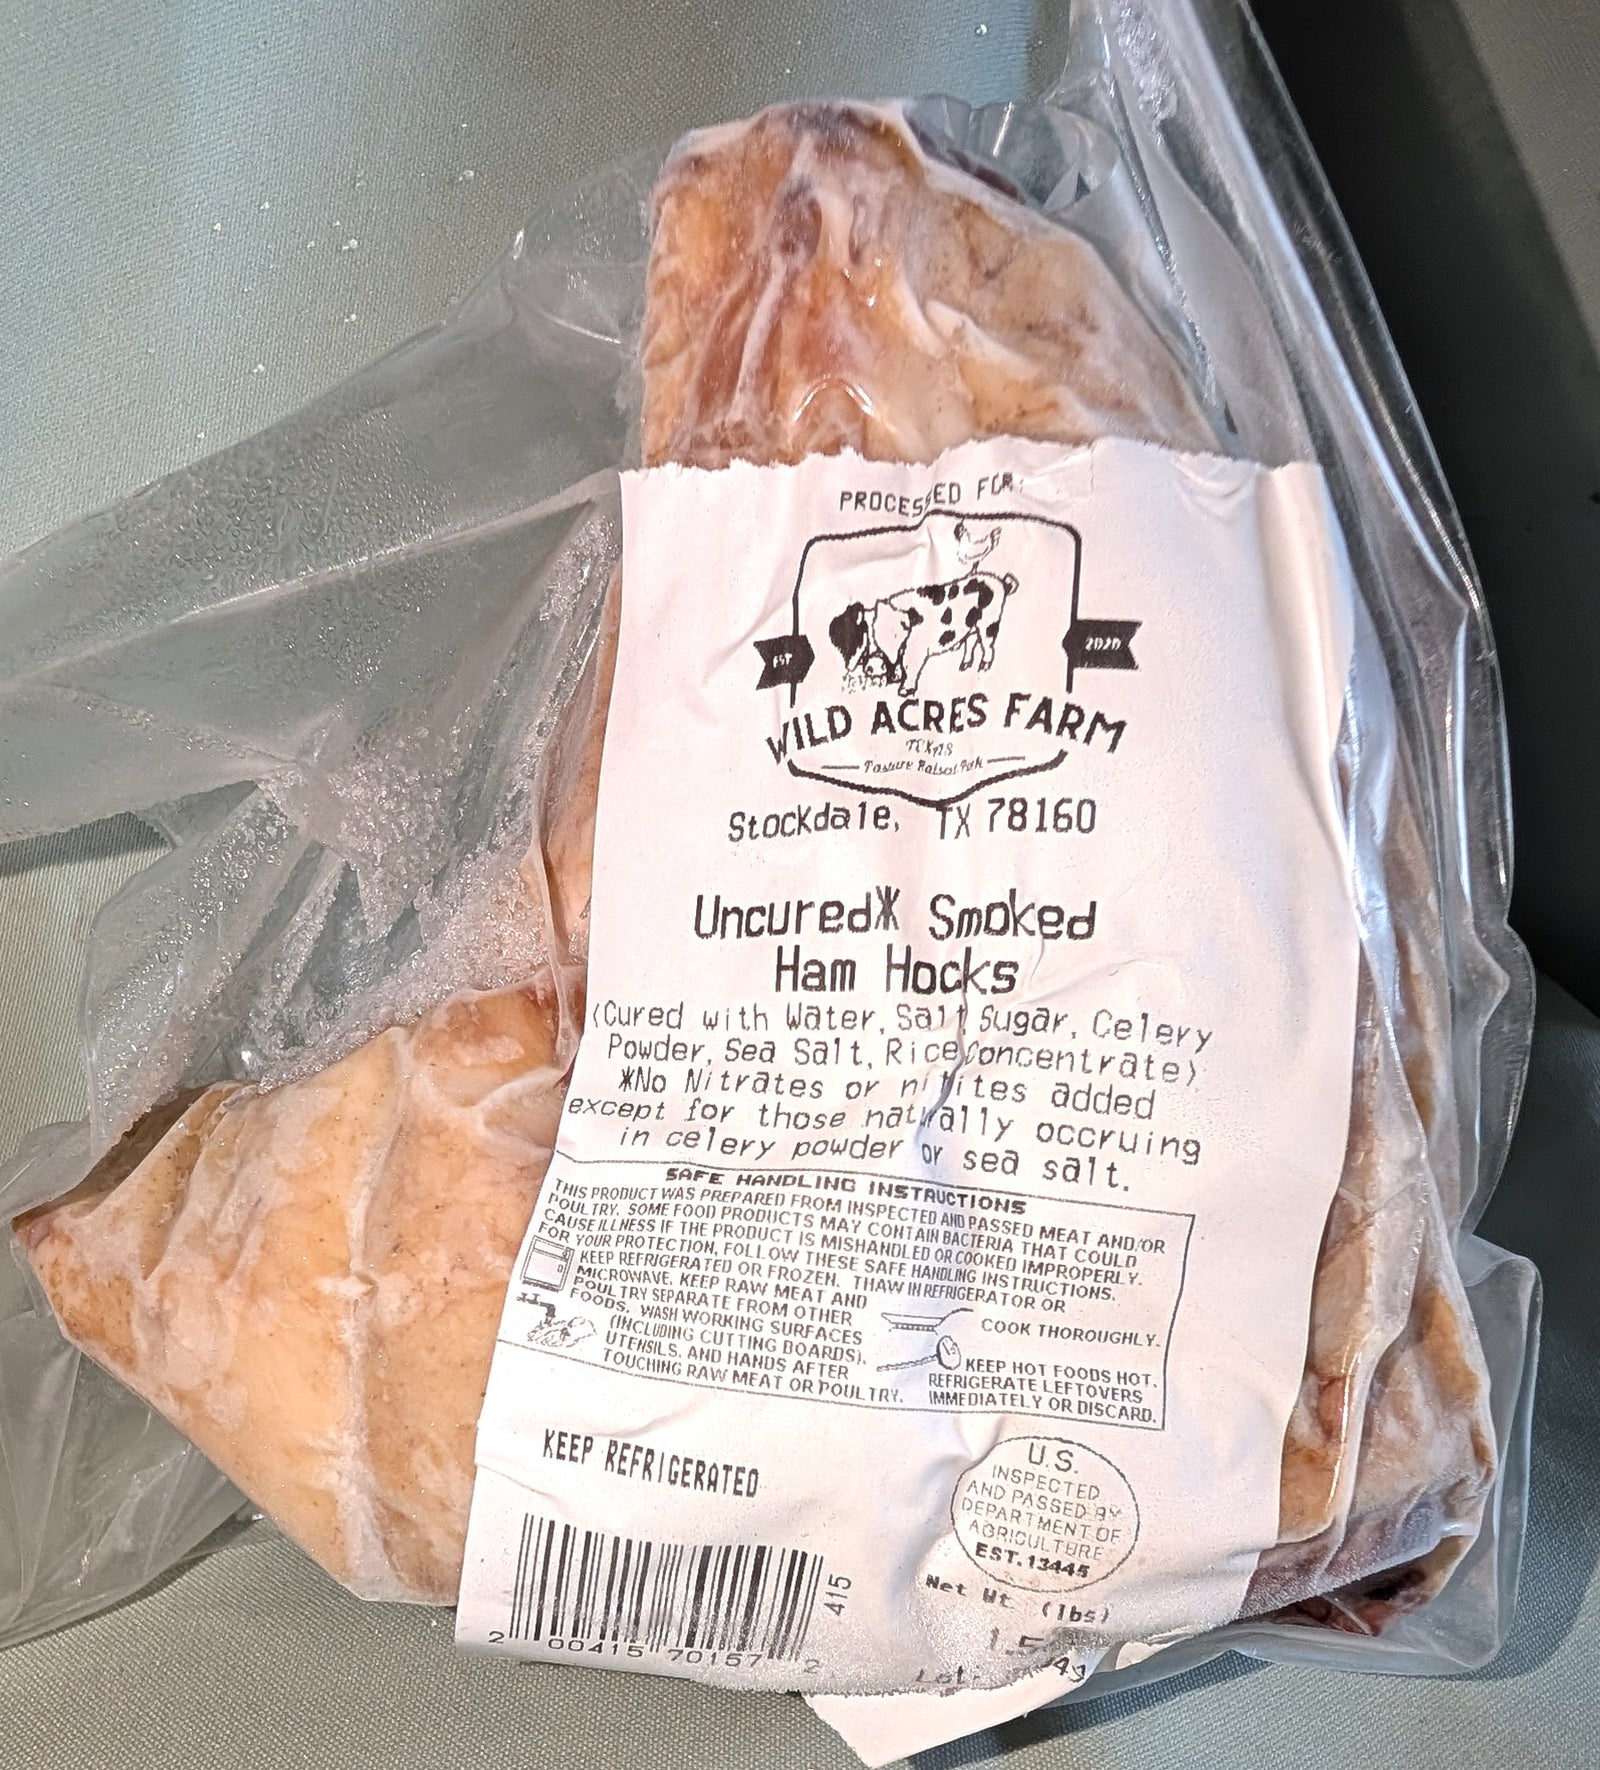 PROCESSED FOR:
EST 2020
WILD ACRES FARM
TEXAS
Pasture Raised Pork
Stockdale, TX 78160
Uncured* Smoked
Ham Hocks
(Cured with Water, Salt, Sugar, Celery
Powder, Sea Salt, Rice Concentrate)
*No Nitrates or nitrites added
except for those naturally occruing
in celery powder or sea salt.
SAFE HANDLING INSTRUCTIONS
THIS PRODUCT WAS PREPARED FROM INSPECTED AND PASSED MEAT AND/OR
POULTRY. SOME FOOD PRODUCTS MAY CONTAIN BACTERIA THAT COULD
CAUSE ILLNESS IF THE PRODUCT IS MISHANDLED OR COOKED IMPROPERLY.
FOR YOUR PROTECTION, FOLLOW THESE SAFE HANDLING INSTRUCTIONS.
KEEP REFRIGERATED OR FROZEN. THAW IN REFRIGERATOR OR
MICROWAVE. KEEP RAW MEAT AND
POULTRY SEPARATE FROM OTHER
FOODS. WASH WORKING SURFACES
(INCLUDING CUTTING BOARDS),
UTENSILS, AND HANDS AFTER
TOUCHING RAW MEAT OR POULTRY.
COOK THOROUGHLY.
KEEP HOT FOODS HOT.
REFRIGERATE LEFTOVERS
IMMEDIATELY OR DISCARD.
KEEP REFRIGERATED
U.S.
INSPECTED
AND PASSED BY
DEPARTMENT OF
AGRICULTURE
EST. 13445
Net Wt (lbs)
Lot:
415
2 00415 70157 2